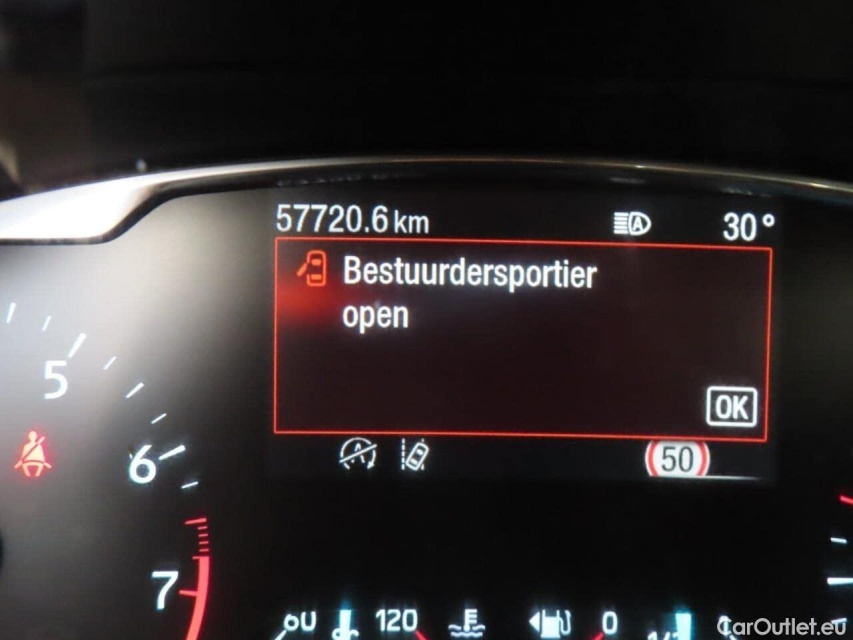 57720.6 km
30°
Bestuurdersportier
open
OK
5
6
50
7
120
0
CarOutlet.eu